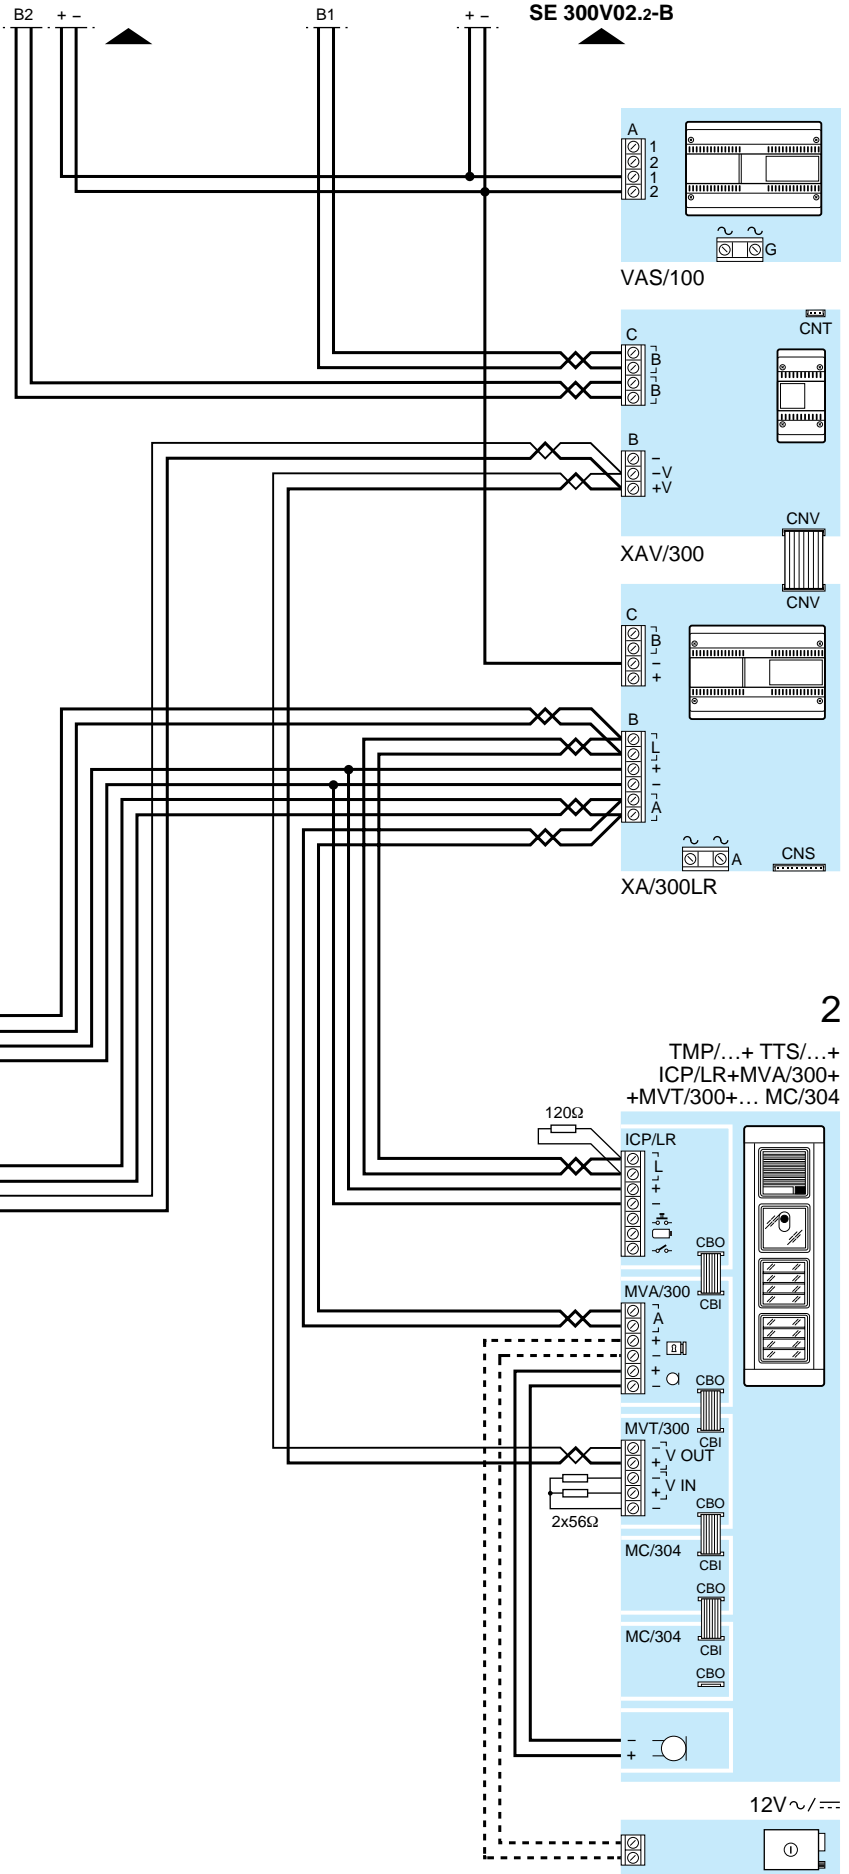 B2 + – B1 + – SE 300V02.2-B
A
1
2
1
2
G
VAS/100
CNT
C
B
B
B
–
–V
+V
CNV
XAV/300
CNV
C
B
–
+
B
L
+
–
A
A CNS
XA/300LR
2
TMP/…+ TTS/…+
ICP/LR+MVA/300+
+MVT/300+… MC/304
120Ω
ICP/LR
L
+
–
CBO
MVA/300 CBI
A
+
–
+
– CBO
MVT/300
– CBI
+ V OUT
–
+ V IN
– CBO
2x56Ω
MC/304
CBI
CBO
MC/304
CBI
CBO
–
+
12V